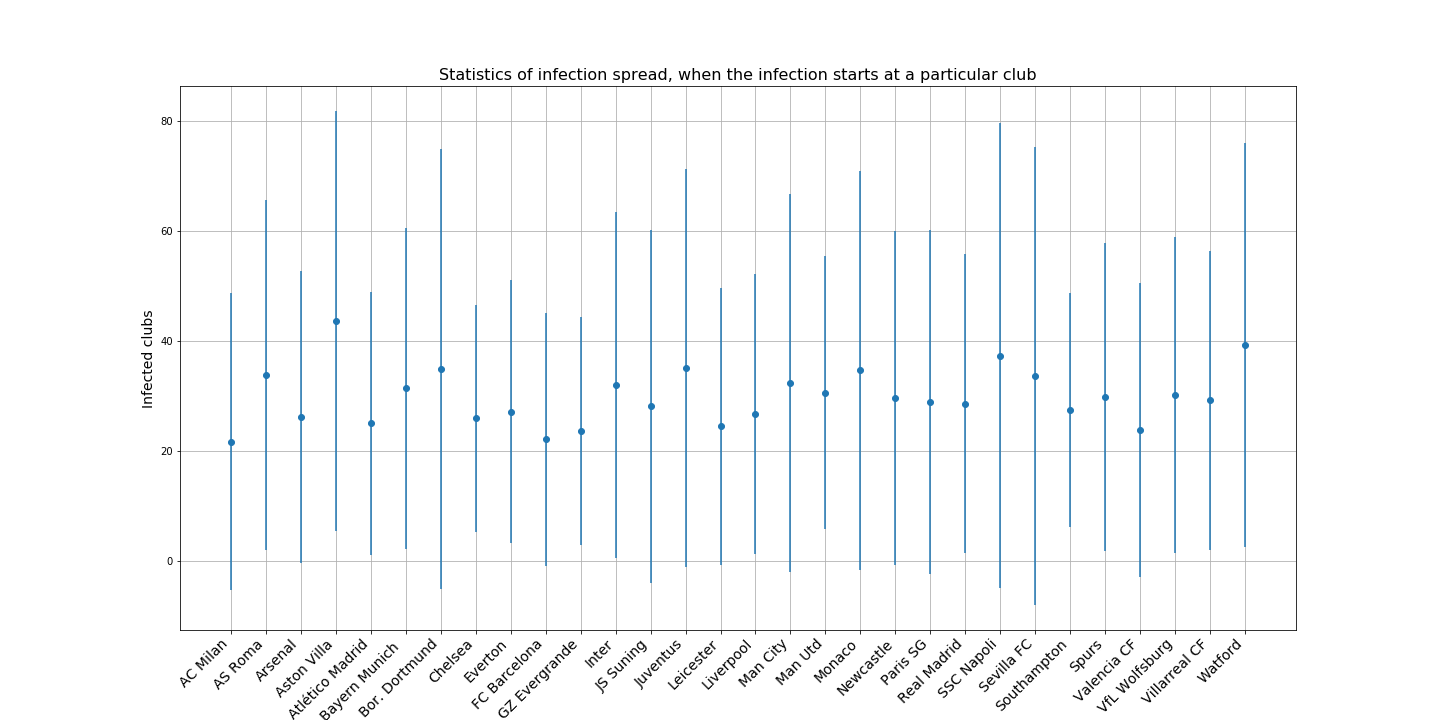 Statistics of infection spread, when the infection starts at a particular club
Infected clubs
80
60
40
20
0
AC Milan
AS Roma
Arsenal
Aston Villa
Atlético Madrid
Bayern Munich
Bor. Dortmund
Chelsea
Everton
FC Barcelona
GZ Evergrande
Inter
JS Suning
Juventus
Leicester
Liverpool
Man City
Man Utd
Monaco
Newcastle
Paris SG
Real Madrid
SSC Napoli
Sevilla FC
Southampton
Spurs
Valencia CF
VfL Wolfsburg
Villarreal CF
Watford